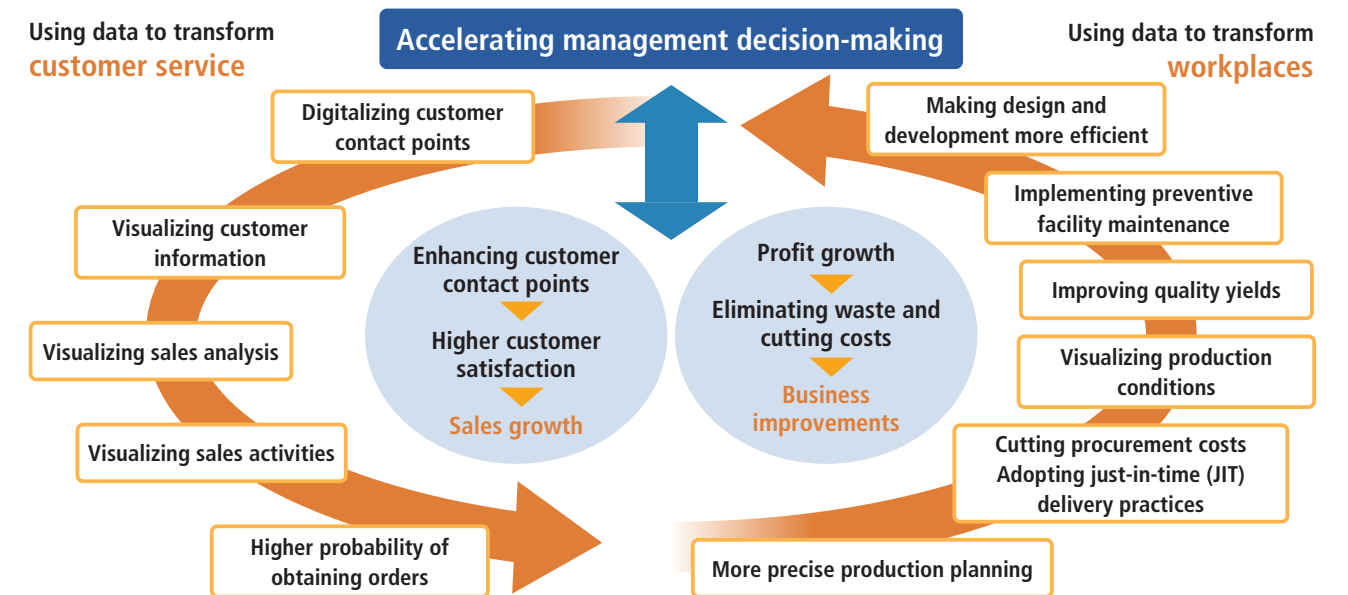 Using data to transform
customer service
Accelerating management decision-making
Using data to transform
workplaces
Digitalizing customer
contact points
Visualizing customer
information
Visualizing sales analysis
Visualizing sales activities
Higher probability of
obtaining orders
Enhancing customer
contact points
Higher customer
satisfaction
Sales growth
Profit growth
Eliminating waste and
cutting costs
Business
improvements
Making design and
development more efficient
Implementing preventive
facility maintenance
Improving quality yields
Visualizing production
conditions
Cutting procurement costs
Adopting just-in-time (JIT)
delivery practices
More precise production planning